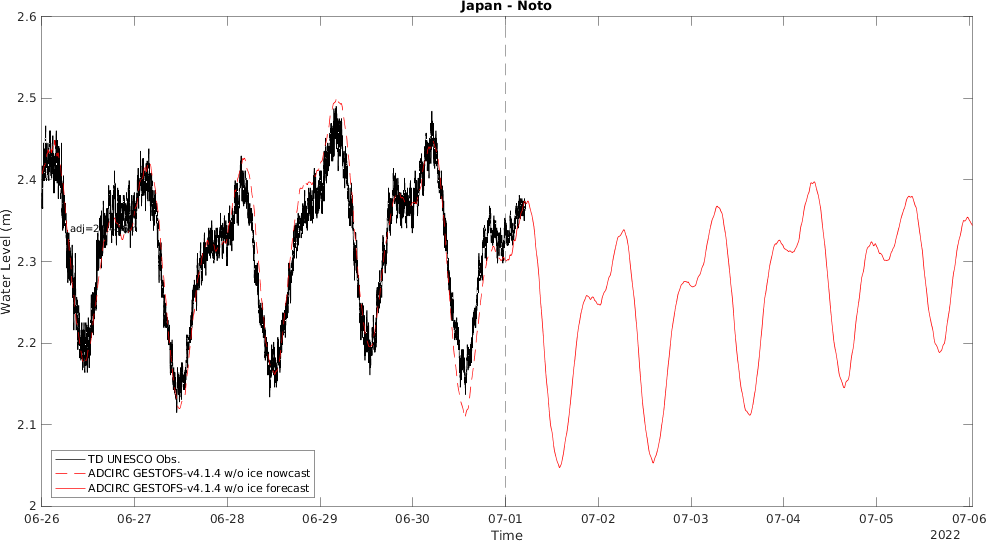 Japan - Noto
2.6
2.5
2.4
2.3
2.2
2.1
2
Water Level (m)
adj=2
TD UNESCO Obs.
ADCIRC GESTOFS-v4.1.4 w/o ice nowcast
ADCIRC GESTOFS-v4.1.4 w/o ice forecast
06-26 06-27 06-28 06-29 06-30 07-01 07-02 07-03 07-04 07-05 07-06
Time
2022